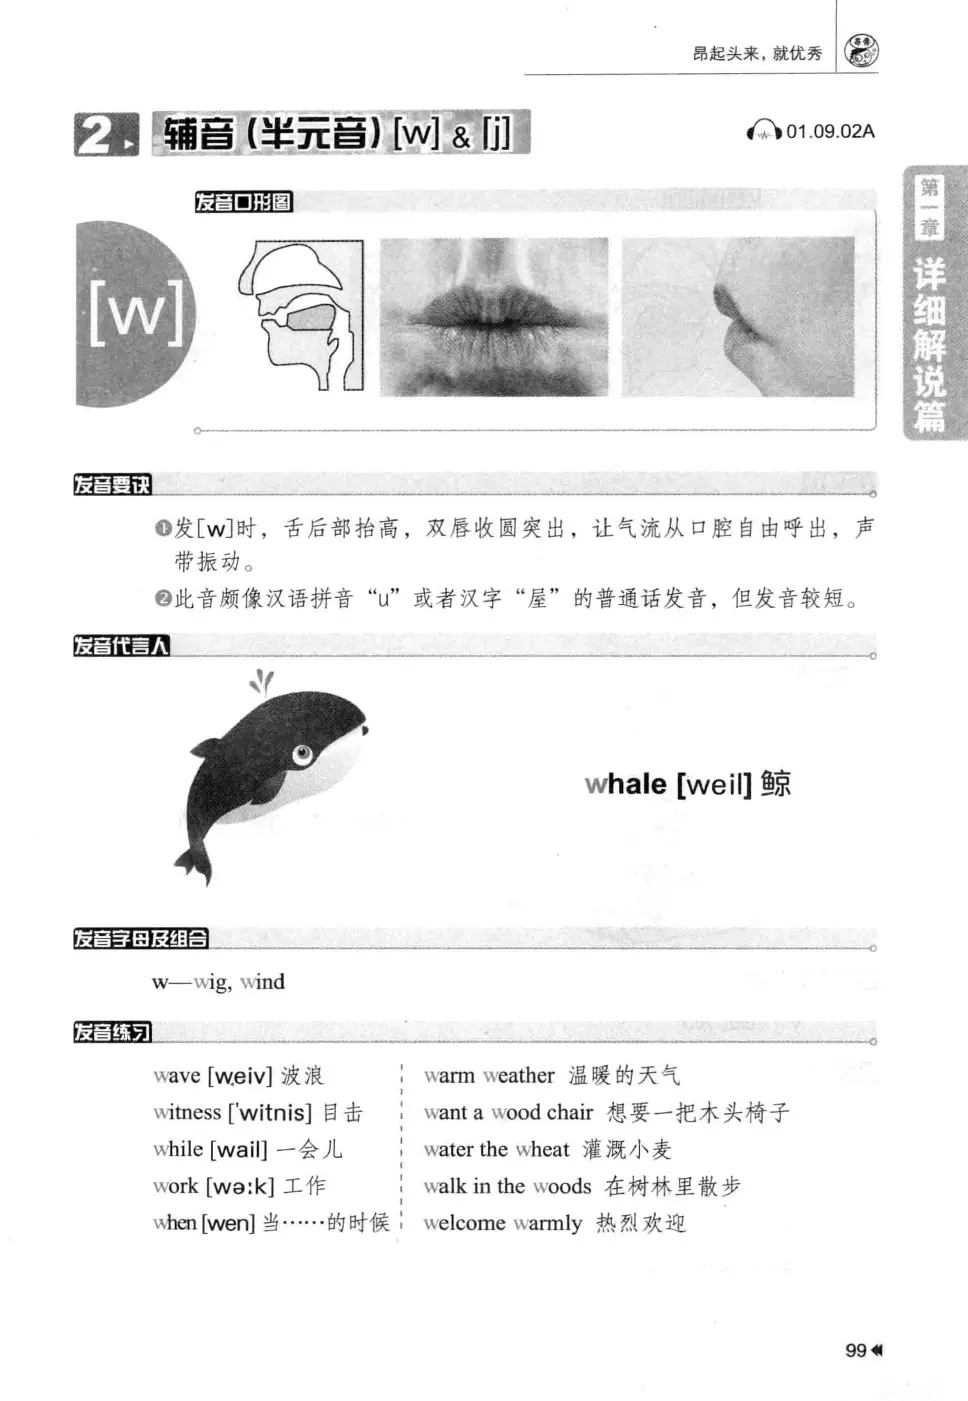 昂起头来，就优秀
2 辅音(半元音)[w] & [j]
01.09.02A
第一章 详细解说篇
发音口形图
[w]
发音要诀
❶发[w]时，舌后部抬高，双唇收圆突出，让气流从口腔自由呼出，声
带振动。
❷此音颇像汉语拼音“u”或者汉字“屋”的普通话发音，但发音较短。
发音代言人
whale [weil] 鲸
发音字母及组合
w—wig, wind
发音练习
wave [weiv] 波浪
witness ['witnis] 目击
while [wail] 一会儿
work [wə:k] 工作
when [wen] 当……的时候
warm weather 温暖的天气
want a wood chair 想要一把木头椅子
water the wheat 灌溉小麦
walk in the woods 在树林里散步
welcome warmly 热烈欢迎
99